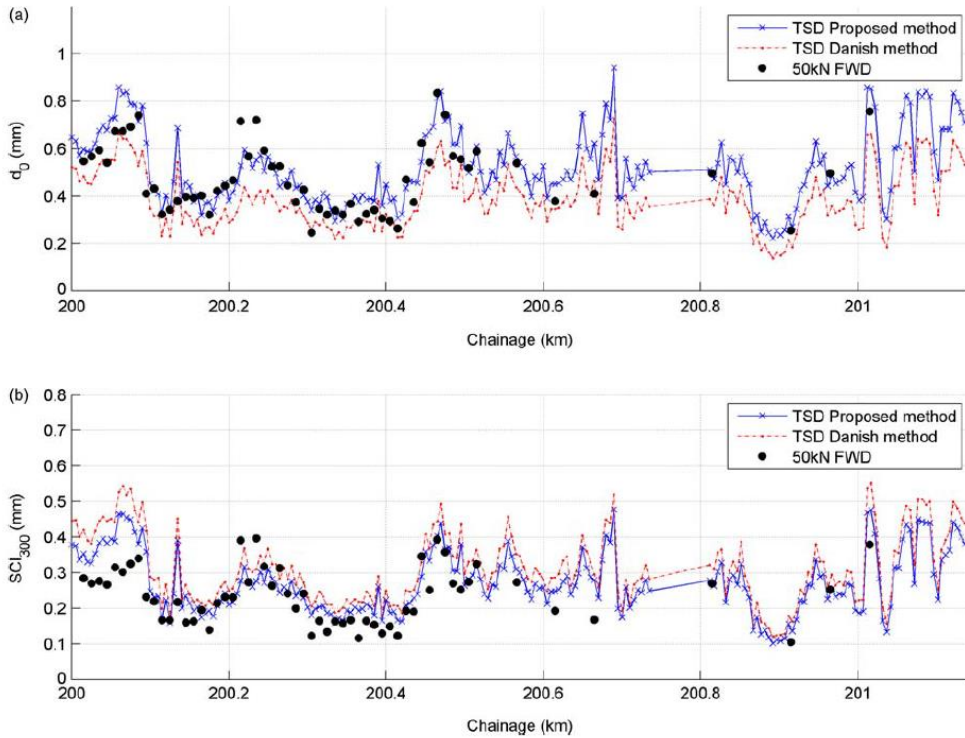 (a)
1
0.8
0.6
0.4
0.2
0
d0 (mm)
TSD Proposed method
TSD Danish method
50kN FWD
200 200.2 200.4 200.6 200.8 201
Chainage (km)
(b)
0.8
0.7
0.6
0.5
0.4
0.3
0.2
0.1
0
SCI300 (mm)
TSD Proposed method
TSD Danish method
50kN FWD
200 200.2 200.4 200.6 200.8 201
Chainage (km)